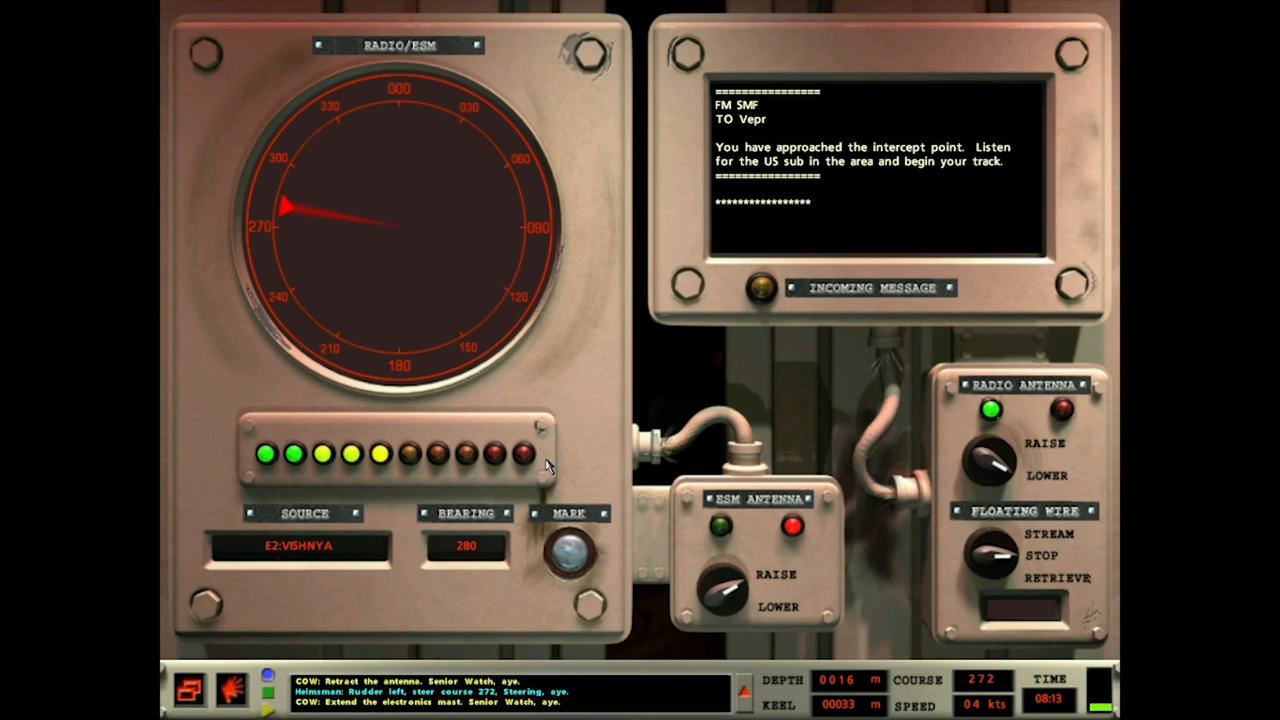 RADIO/ESM
000
030
060
090
120
150
180
210
240
270
300
330
SOURCE
BEARING
MARK
E2:VISHNYA
280
==================
FM SMF
TO Vepr
You have approached the intercept point. Listen
for the US sub in the area and begin your track.
==================
*****************
INCOMING MESSAGE
ESM ANTENNA
RAISE
LOWER
RADIO ANTENNA
RAISE
LOWER
FLOATING WIRE
STREAM
STOP
RETRIEVE
COW: Retract the antenna. Senior Watch, aye.
Helmsman: Rudder left, steer course 272, Steering, aye.
COW: Extend the electronics mast. Senior Watch, aye.
DEPTH 0016 m COURSE 272 TIME
KEEL 00033 m SPEED 04 kts 08:13